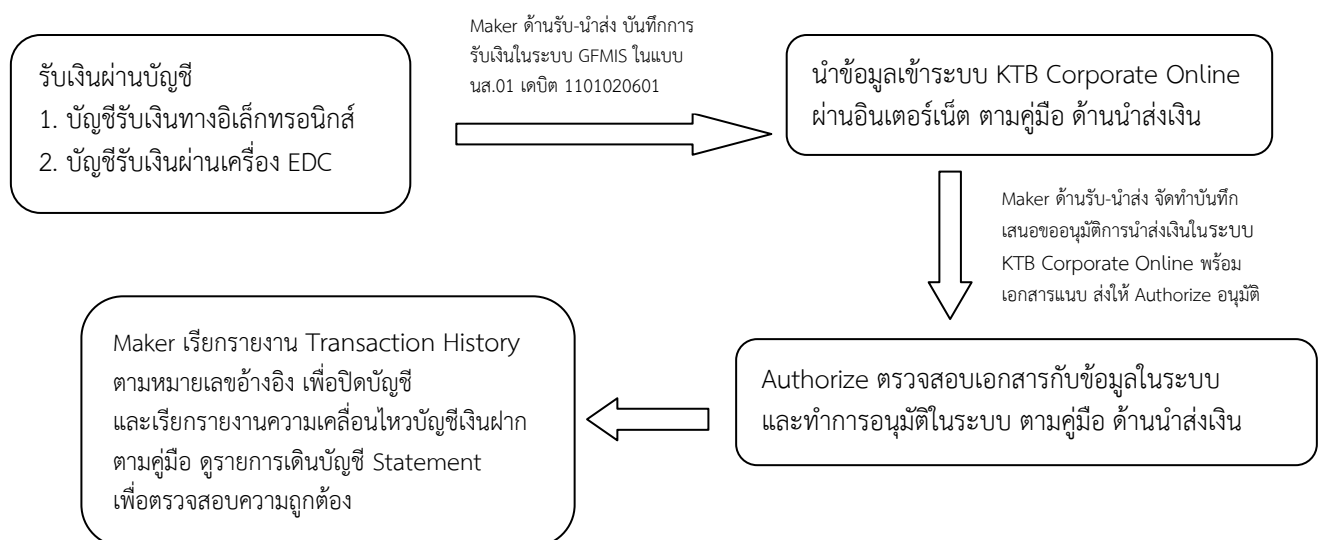 รับเงินผ่านบัญชี
1. บัญชีรับเงินทางอิเล็กทรอนิกส์
2. บัญชีรับเงินผ่านเครื่อง EDC
Maker ด้านรับ-นำส่ง บันทึกการ
รับเงินในระบบ GFMIS ในแบบ
นส.01 เดบิต 1101020601
นำข้อมูลเข้าระบบ KTB Corporate Online
ผ่านอินเตอร์เน็ต ตามคู่มือ ด้านนำส่งเงิน
Maker ด้านรับ-นำส่ง จัดทำบันทึก
เสนอขออนุมัติการนำส่งเงินในระบบ
KTB Corporate Online พร้อม
เอกสารแนบ ส่งให้ Authorize อนุมัติ
Authorize ตรวจสอบเอกสารกับข้อมูลในระบบ
และทำการอนุมัติในระบบ ตามคู่มือ ด้านนำส่งเงิน
Maker เรียกรายงาน Transaction History
ตามหมายเลขอ้างอิง เพื่อปิดบัญชี
และเรียกรายงานความเคลื่อนไหวบัญชีเงินฝาก
ตามคู่มือ ดูรายการเดินบัญชี Statement
เพื่อตรวจสอบความถูกต้อง